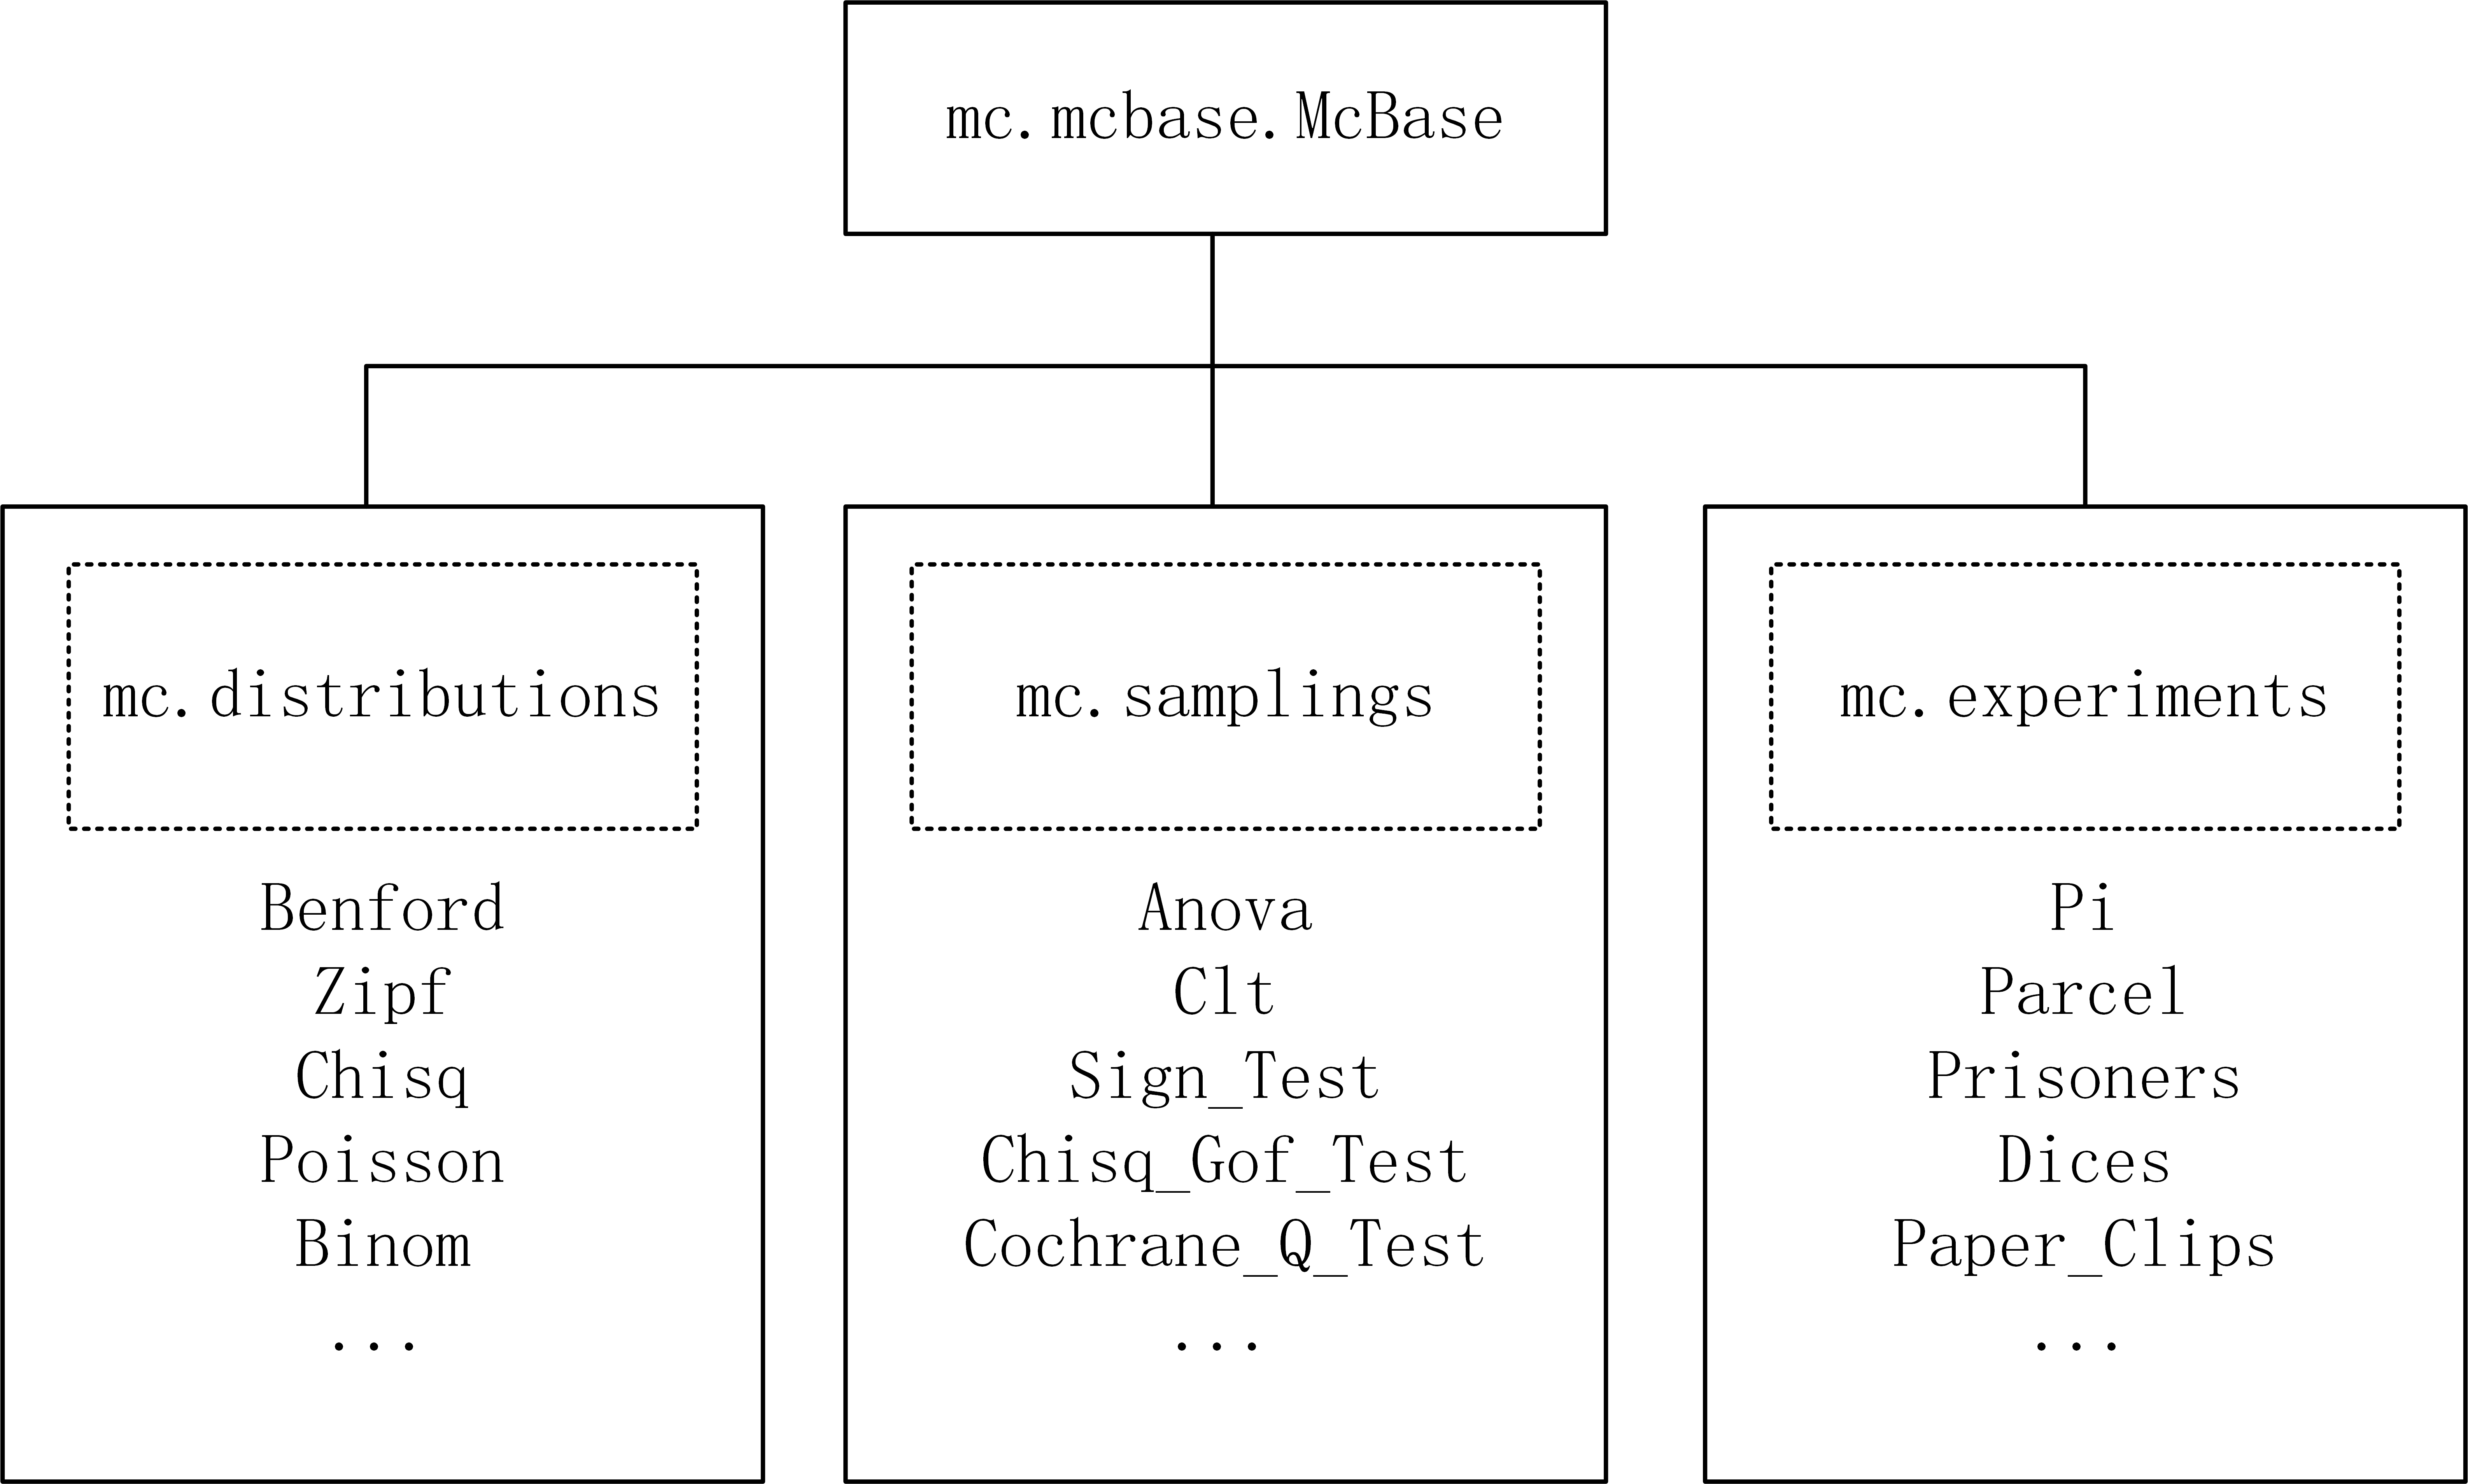 mc.mcbase.McBase
mc.distributions
Benford
Zipf
Chisq
Poisson
Binom
...
mc.samplings
Anova
Clt
Sign_Test
Chisq_Gof_Test
Cochrane_Q_Test
...
mc.experiments
Pi
Parcel
Prisoners
Dices
Paper_Clips
...